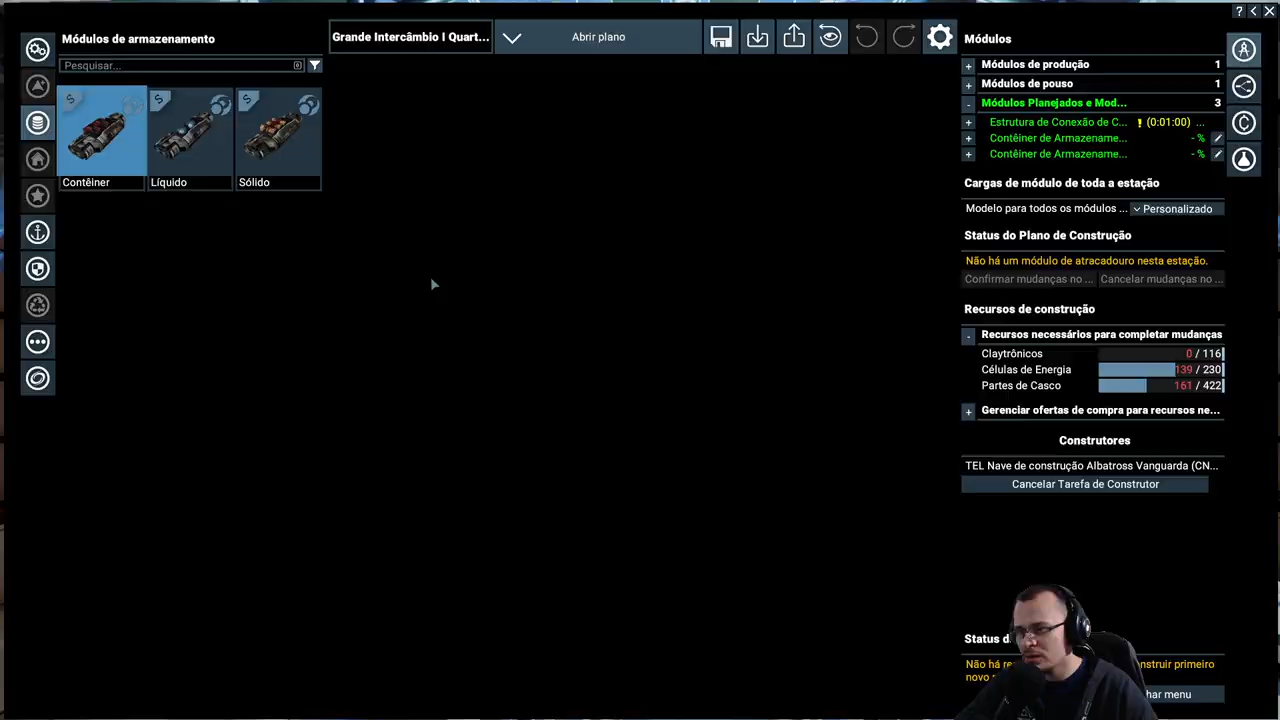 ? < X
Módulos de armazenamento
Pesquisar...
Contêiner
Líquido
Sólido
Grande Intercâmbio I Quart...
Abrir plano
Módulos
+ Módulos de produção 1
+ Módulos de pouso 1
- Módulos Planejados e Mod... 3
+ Estrutura de Conexão de C... ! (0:01:00) ...
+ Contêiner de Armazename... - %
+ Contêiner de Armazename... - %
Cargas de módulo de toda a estação
Modelo para todos os módulos ... Personalizado
Status do Plano de Construção
Não há um módulo de atracadouro nesta estação.
Confirmar mudanças no ... Cancelar mudanças no ...
Recursos de construção
- Recursos necessários para completar mudanças
Claytrônicos 0 / 116
Células de Energia 139 / 230
Partes de Casco 161 / 422
+ Gerenciar ofertas de compra para recursos ne...
Construtores
TEL Nave de construção Albatross Vanguarda (CN...
Cancelar Tarefa de Construtor
Status d
Não há re nstruir primeiro
novo
har menu